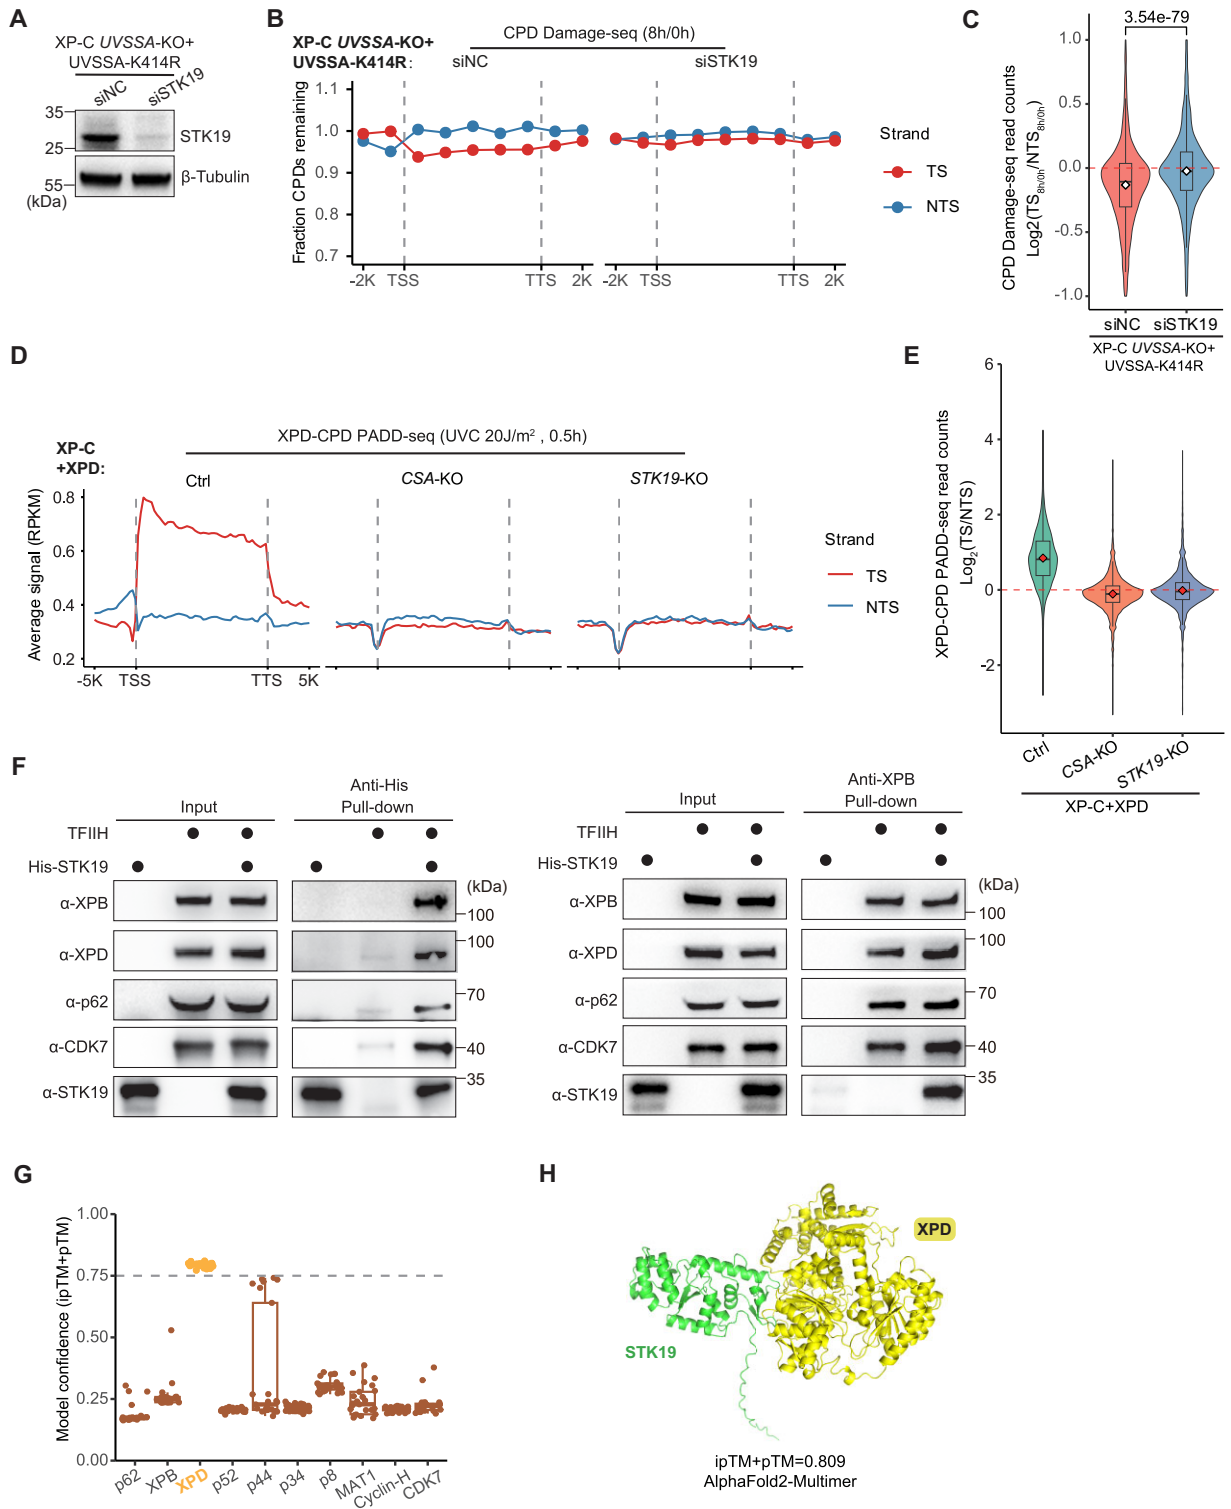 A
XP-C UVSSA-KO+
UVSSA-K414R
siNC
siSTK19
35
25
55
(kDa)
STK19
β-Tubulin
B
XP-C UVSSA-KO+
UVSSA-K414R:
CPD Damage-seq (8h/0h)
siNC
siSTK19
Fraction CPDs remaining
1.1
1.0
0.9
0.8
0.7
-2K TSS TTS 2K
-2K TSS TTS 2K
Strand
TS
NTS
C
3.54e-79
CPD Damage-seq read counts
Log2(TS8h/0h/NTS8h/0h)
1.0
0.5
0.0
-0.5
-1.0
siNC siSTK19
XP-C UVSSA-KO+
UVSSA-K414R
D
XP-C
+XPD:
XPD-CPD PADD-seq (UVC 20J/m², 0.5h)
Ctrl
CSA-KO
STK19-KO
Average signal (RPKM)
0.8
0.6
0.4
0.2
-5K TSS TTS 5K
Strand
TS
NTS
E
XPD-CPD PADD-seq read counts
Log2(TS/NTS)
6
4
2
0
-2
Ctrl
CSA-KO
STK19-KO
XP-C+XPD
F
Input
Anti-His
Pull-down
TFIIH
His-STK19
(kDa)
α-XPB
100
α-XPD
100
α-p62
70
α-CDK7
40
α-STK19
35
Input
Anti-XPB
Pull-down
TFIIH
His-STK19
(kDa)
α-XPB
100
α-XPD
100
α-p62
70
α-CDK7
40
α-STK19
35
G
Model confidence (ipTM+pTM)
1.00
0.75
0.50
0.25
0.00
p62
XPB
XPD
p52
p44
p34
p8
MAT1
Cyclin-H
CDK7
H
XPD
STK19
ipTM+pTM=0.809
AlphaFold2-Multimer